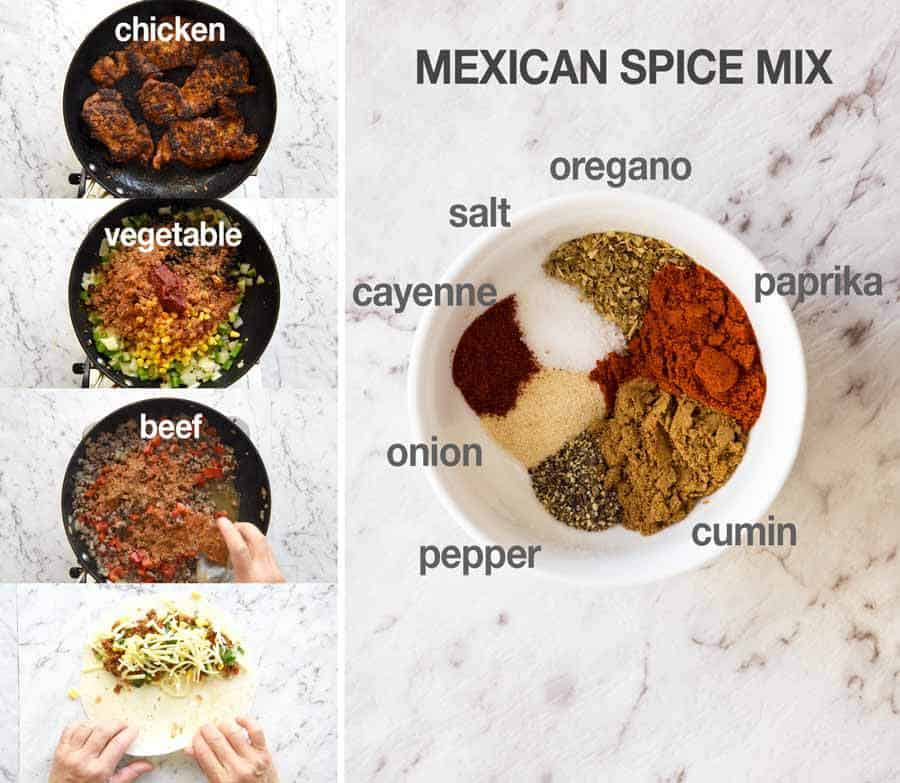 chicken
vegetable
beef
MEXICAN SPICE MIX
oregano
salt
cayenne
paprika
onion
cumin
pepper